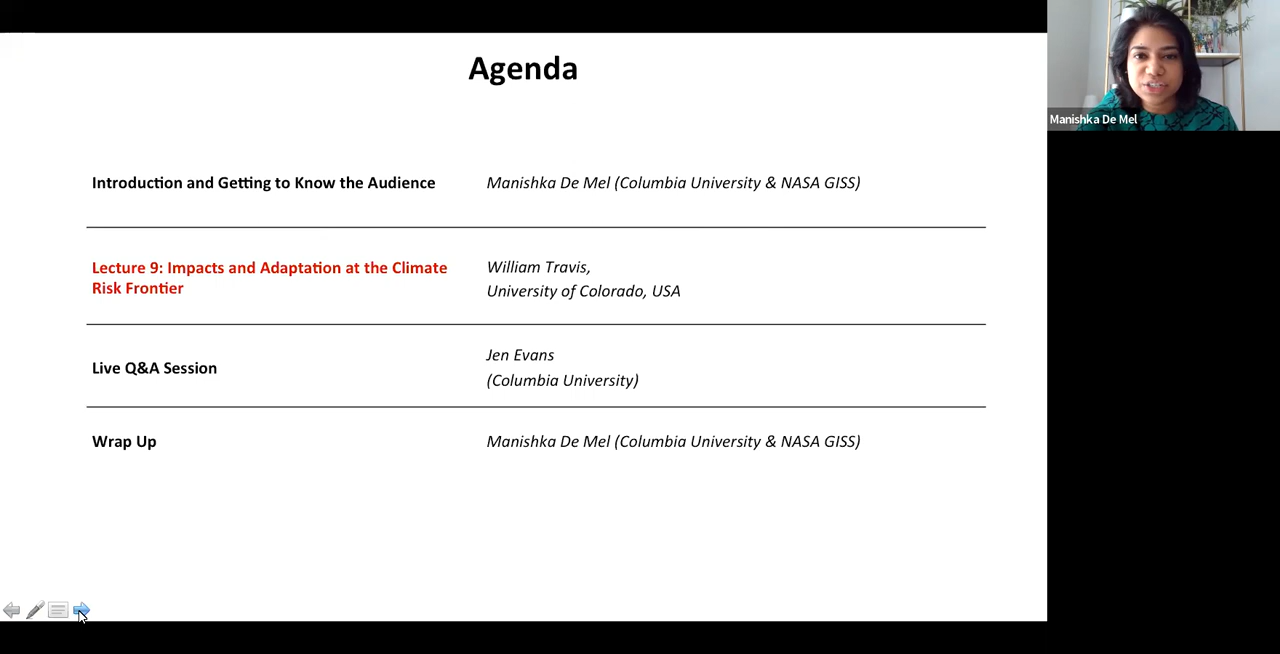 Agenda
Manishka De Mel
Introduction and Getting to Know the Audience
Manishka De Mel (Columbia University & NASA GISS)
Lecture 9: Impacts and Adaptation at the Climate
Risk Frontier
William Travis,
University of Colorado, USA
Live Q&A Session
Jen Evans
(Columbia University)
Wrap Up
Manishka De Mel (Columbia University & NASA GISS)